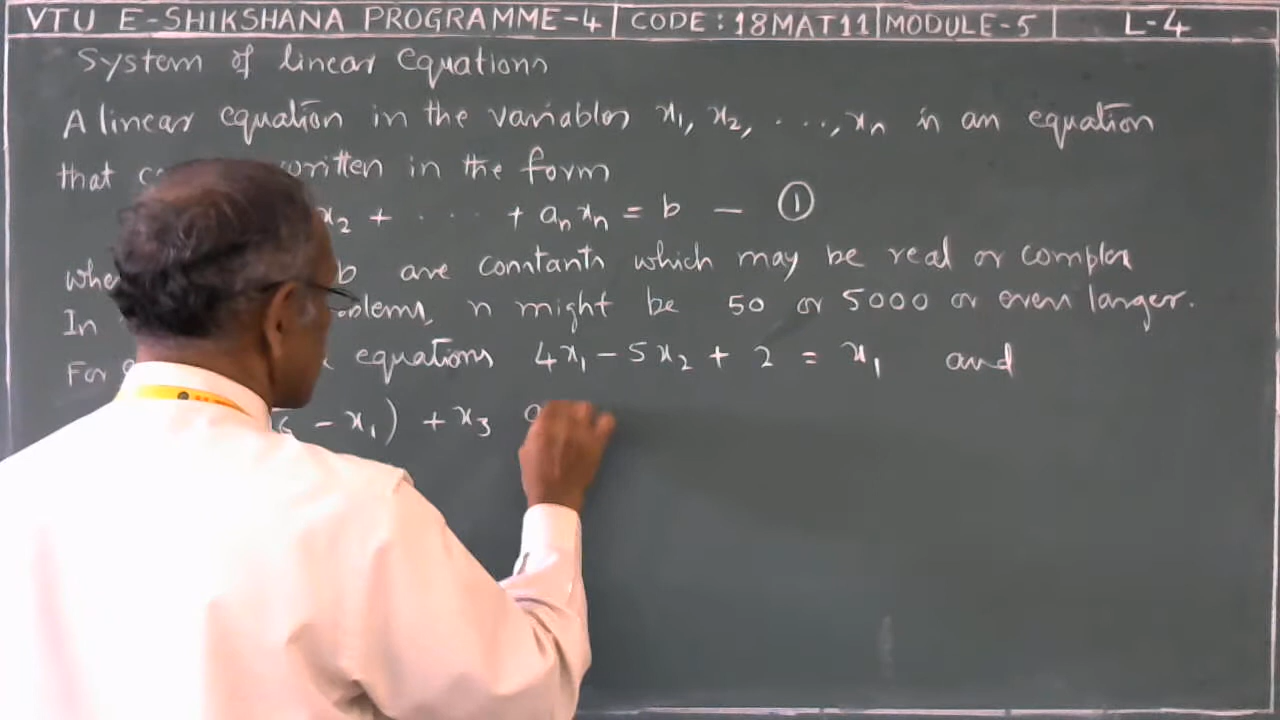 VTU E-SHIKSHANA PROGRAMME-4 | CODE: 18MAT11 | MODULE-5 | L-4
System of linear Equations
A linear equation in the variables x₁, x₂, ..., xₙ is an equation
that written in the form
x₂ + ... + aₙxₙ = b — ①
b are constants which may be real or complex
In n might be 50 or 5000 or even larger.
For equations 4x₁ - 5x₂ + 2 = x₁ and
- x₁) + x₃